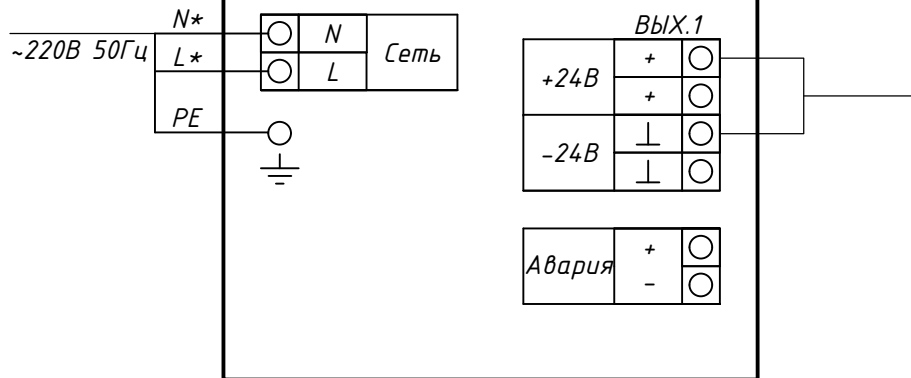 N*
~220В 50Гц
L*
PE
N
L
Сеть
ВЫХ.1
+24В
+
+
-24В
⊥
⊥
Авария
+
-